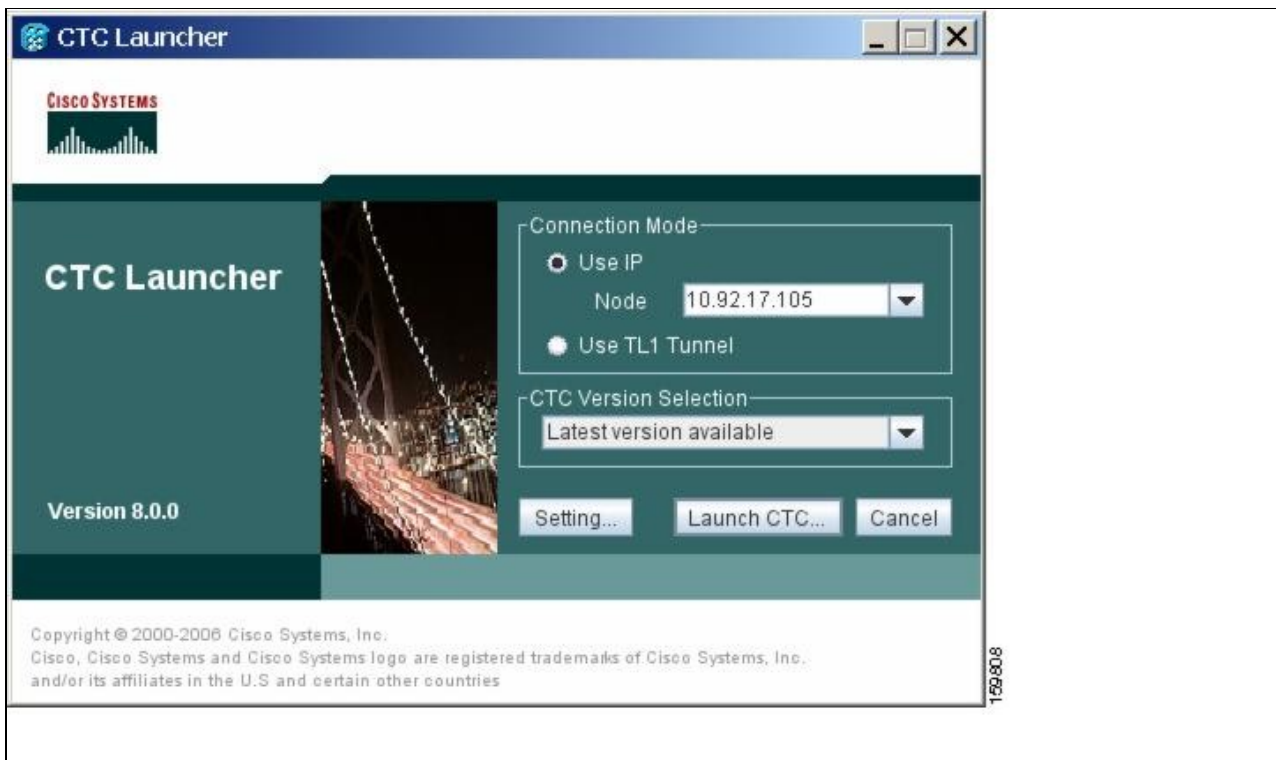 CTC Launcher
CISCO SYSTEMS
CTC Launcher
Version 8.0.0
Connection Mode
Use IP
Node 10.92.17.105
Use TL1 Tunnel
CTC Version Selection
Latest version available
Setting... Launch CTC... Cancel
Copyright © 2000-2006 Cisco Systems, Inc.
Cisco, Cisco Systems and Cisco Systems logo are registered trademarks of Cisco Systems, Inc.
and/or its affiliates in the U.S and certain other countries
159808